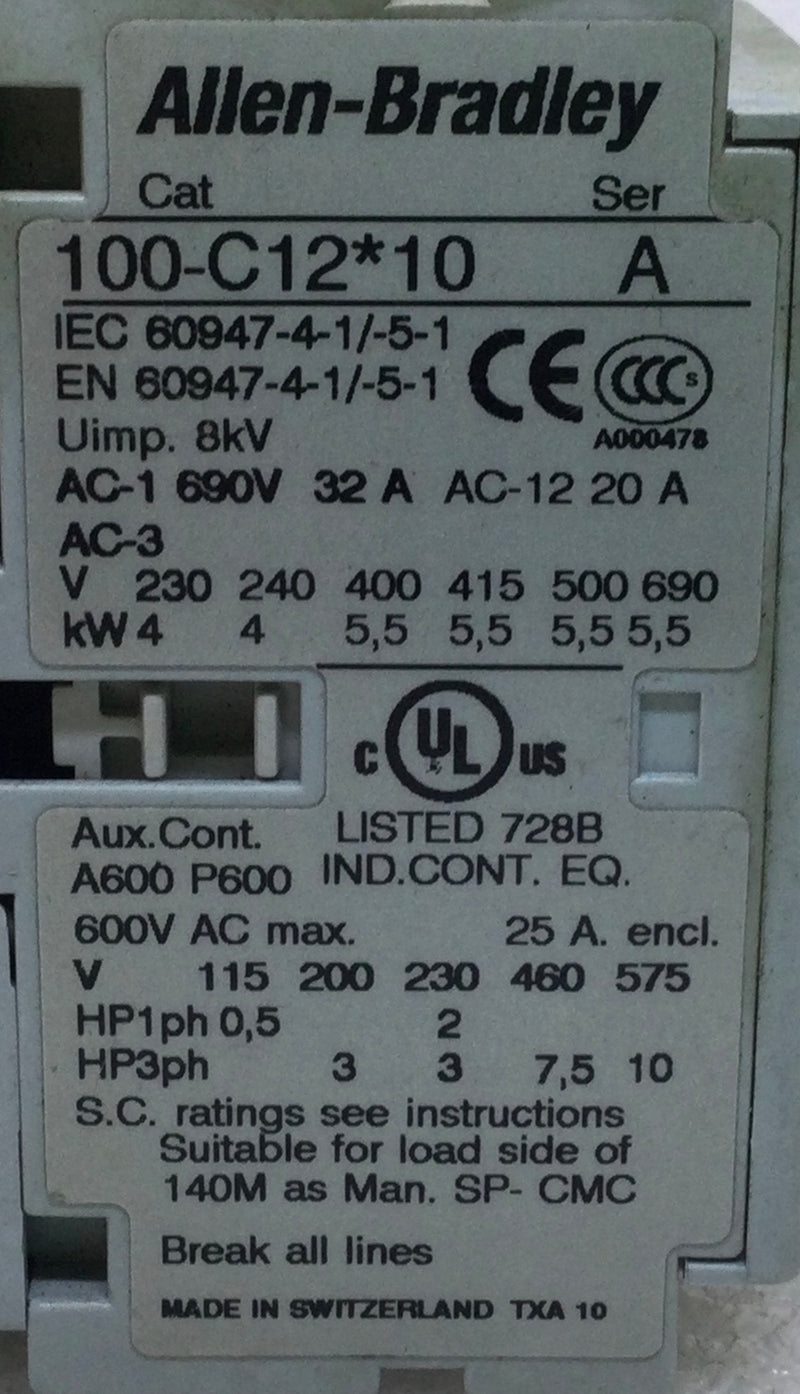 Allen-Bradley
Cat Ser
100-C12*10 A
IEC 60947-4-1/-5-1
EN 60947-4-1/-5-1
CE CCC S
Uimp. 8kV A000478
AC-1 690V 32 A AC-12 20 A
AC-3
V 230 240 400 415 500 690
kW 4 4 5,5 5,5 5,5 5,5
C UL US
Aux.Cont. LISTED 728B
A600 P600 IND.CONT. EQ.
600V AC max. 25 A. encl.
V 115 200 230 460 575
HP1ph 0,5 2
HP3ph 3 3 7,5 10
S.C. ratings see instructions
Suitable for load side of
140M as Man. SP- CMC
Break all lines
MADE IN SWITZERLAND TXA 10